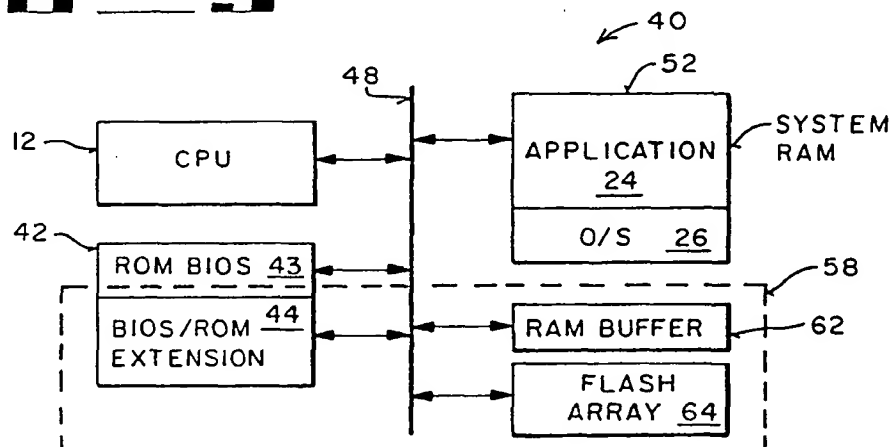 40
48
52
12
CPU
APPLICATION
24
SYSTEM
RAM
O/S 26
42
ROM BIOS 43
58
44
BIOS/ROM
EXTENSION
RAM BUFFER
62
FLASH
ARRAY 64